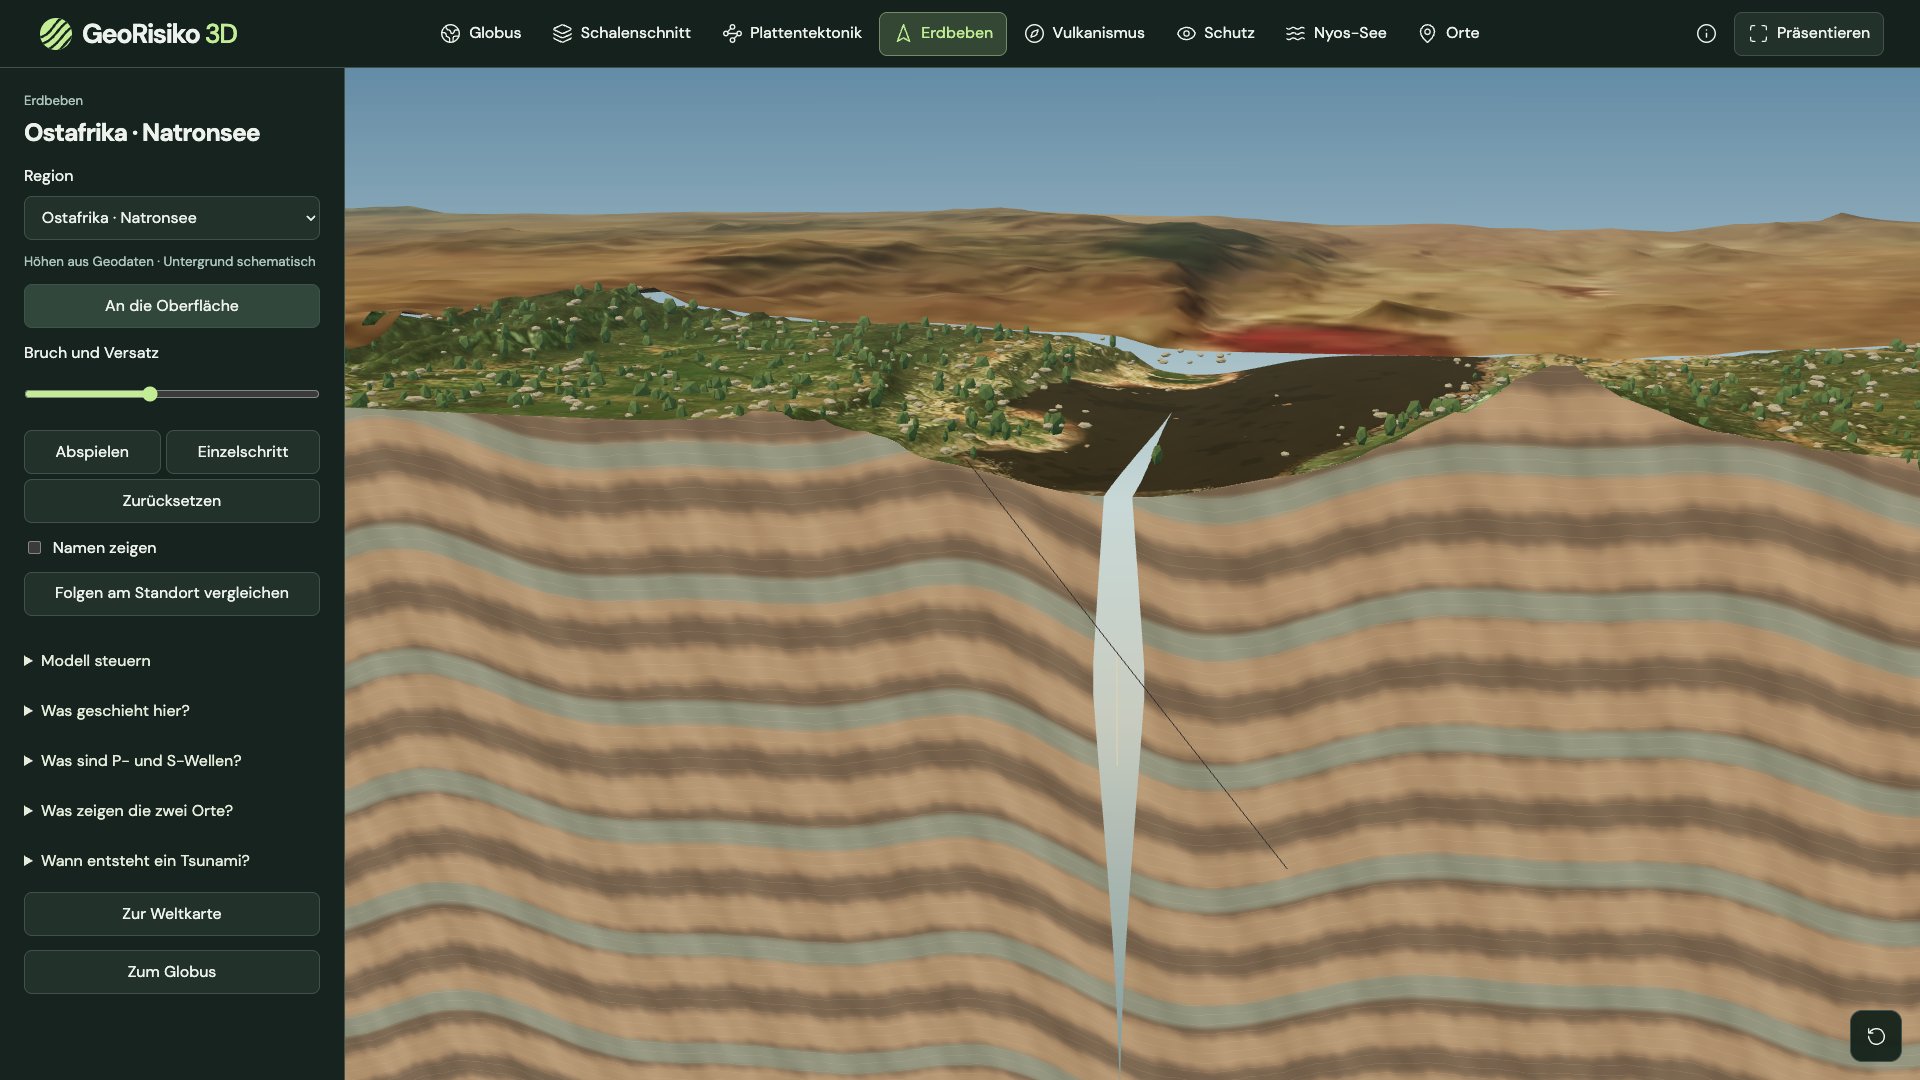 GeoRisiko 3D
Globus
Schalenschnitt
Plattentektonik
Erdbeben
Vulkanismus
Schutz
Nyos-See
Orte
Präsentieren
Erdbeben
Ostafrika · Natronsee
Region
Ostafrika · Natronsee
Höhen aus Geodaten · Untergrund schematisch
An die Oberfläche
Bruch und Versatz
Abspielen
Einzelschritt
Zurücksetzen
Namen zeigen
Folgen am Standort vergleichen
Modell steuern
Was geschieht hier?
Was sind P- und S-Wellen?
Was zeigen die zwei Orte?
Wann entsteht ein Tsunami?
Zur Weltkarte
Zum Globus